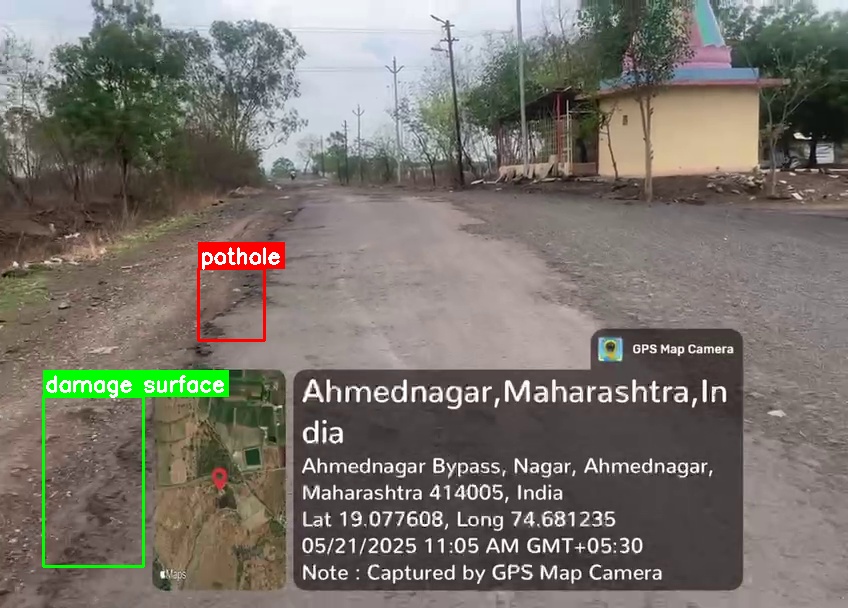 pothole
GPS Map Camera
damage surface
Ahmednagar,Maharashtra,In
dia
Ahmednagar Bypass, Nagar, Ahmednagar,
Maharashtra 414005, India
Lat 19.077608, Long 74.681235
05/21/2025 11:05 AM GMT+05:30
Note : Captured by GPS Map Camera
Maps